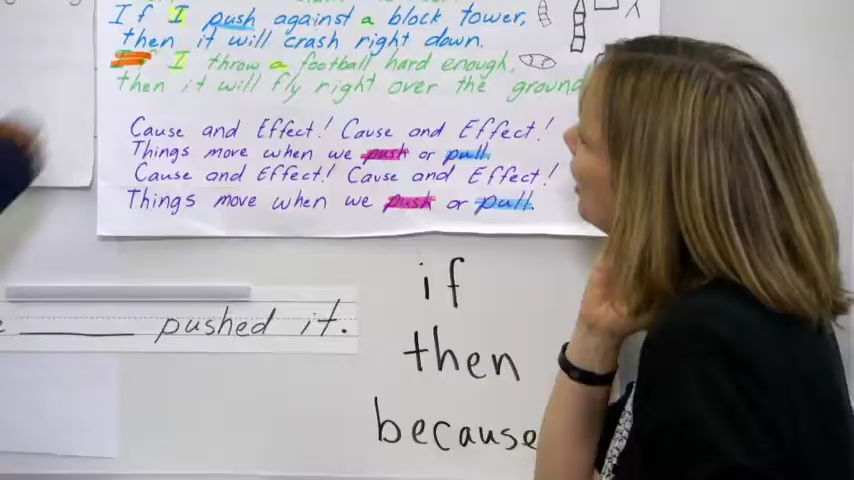 If I push against a block tower,
then it will crash right down.
If I throw a football hard enough,
then it will fly right over the ground
Cause and Effect! Cause and Effect!
Things move when we push or pull.
Cause and Effect! Cause and Effect!
Things move when we push or pull.
pushed it.
if
then
because